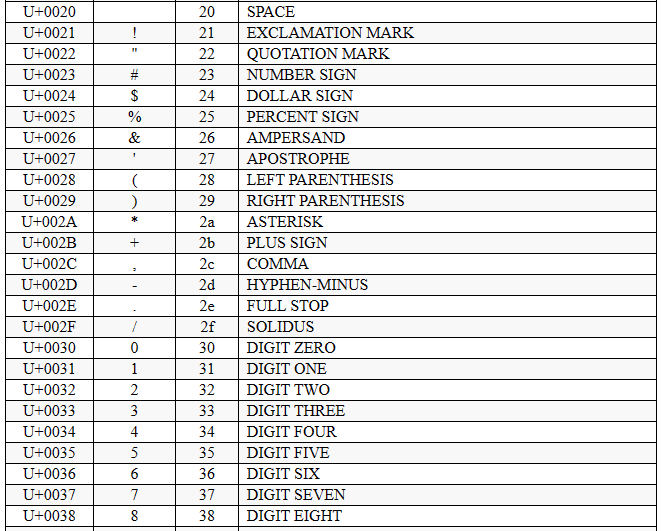 U+0020 20 SPACE
U+0021 ! 21 EXCLAMATION MARK
U+0022 " 22 QUOTATION MARK
U+0023 # 23 NUMBER SIGN
U+0024 $ 24 DOLLAR SIGN
U+0025 % 25 PERCENT SIGN
U+0026 & 26 AMPERSAND
U+0027 ' 27 APOSTROPHE
U+0028 ( 28 LEFT PARENTHESIS
U+0029 ) 29 RIGHT PARENTHESIS
U+002A * 2a ASTERISK
U+002B + 2b PLUS SIGN
U+002C , 2c COMMA
U+002D - 2d HYPHEN-MINUS
U+002E . 2e FULL STOP
U+002F / 2f SOLIDUS
U+0030 0 30 DIGIT ZERO
U+0031 1 31 DIGIT ONE
U+0032 2 32 DIGIT TWO
U+0033 3 33 DIGIT THREE
U+0034 4 34 DIGIT FOUR
U+0035 5 35 DIGIT FIVE
U+0036 6 36 DIGIT SIX
U+0037 7 37 DIGIT SEVEN
U+0038 8 38 DIGIT EIGHT